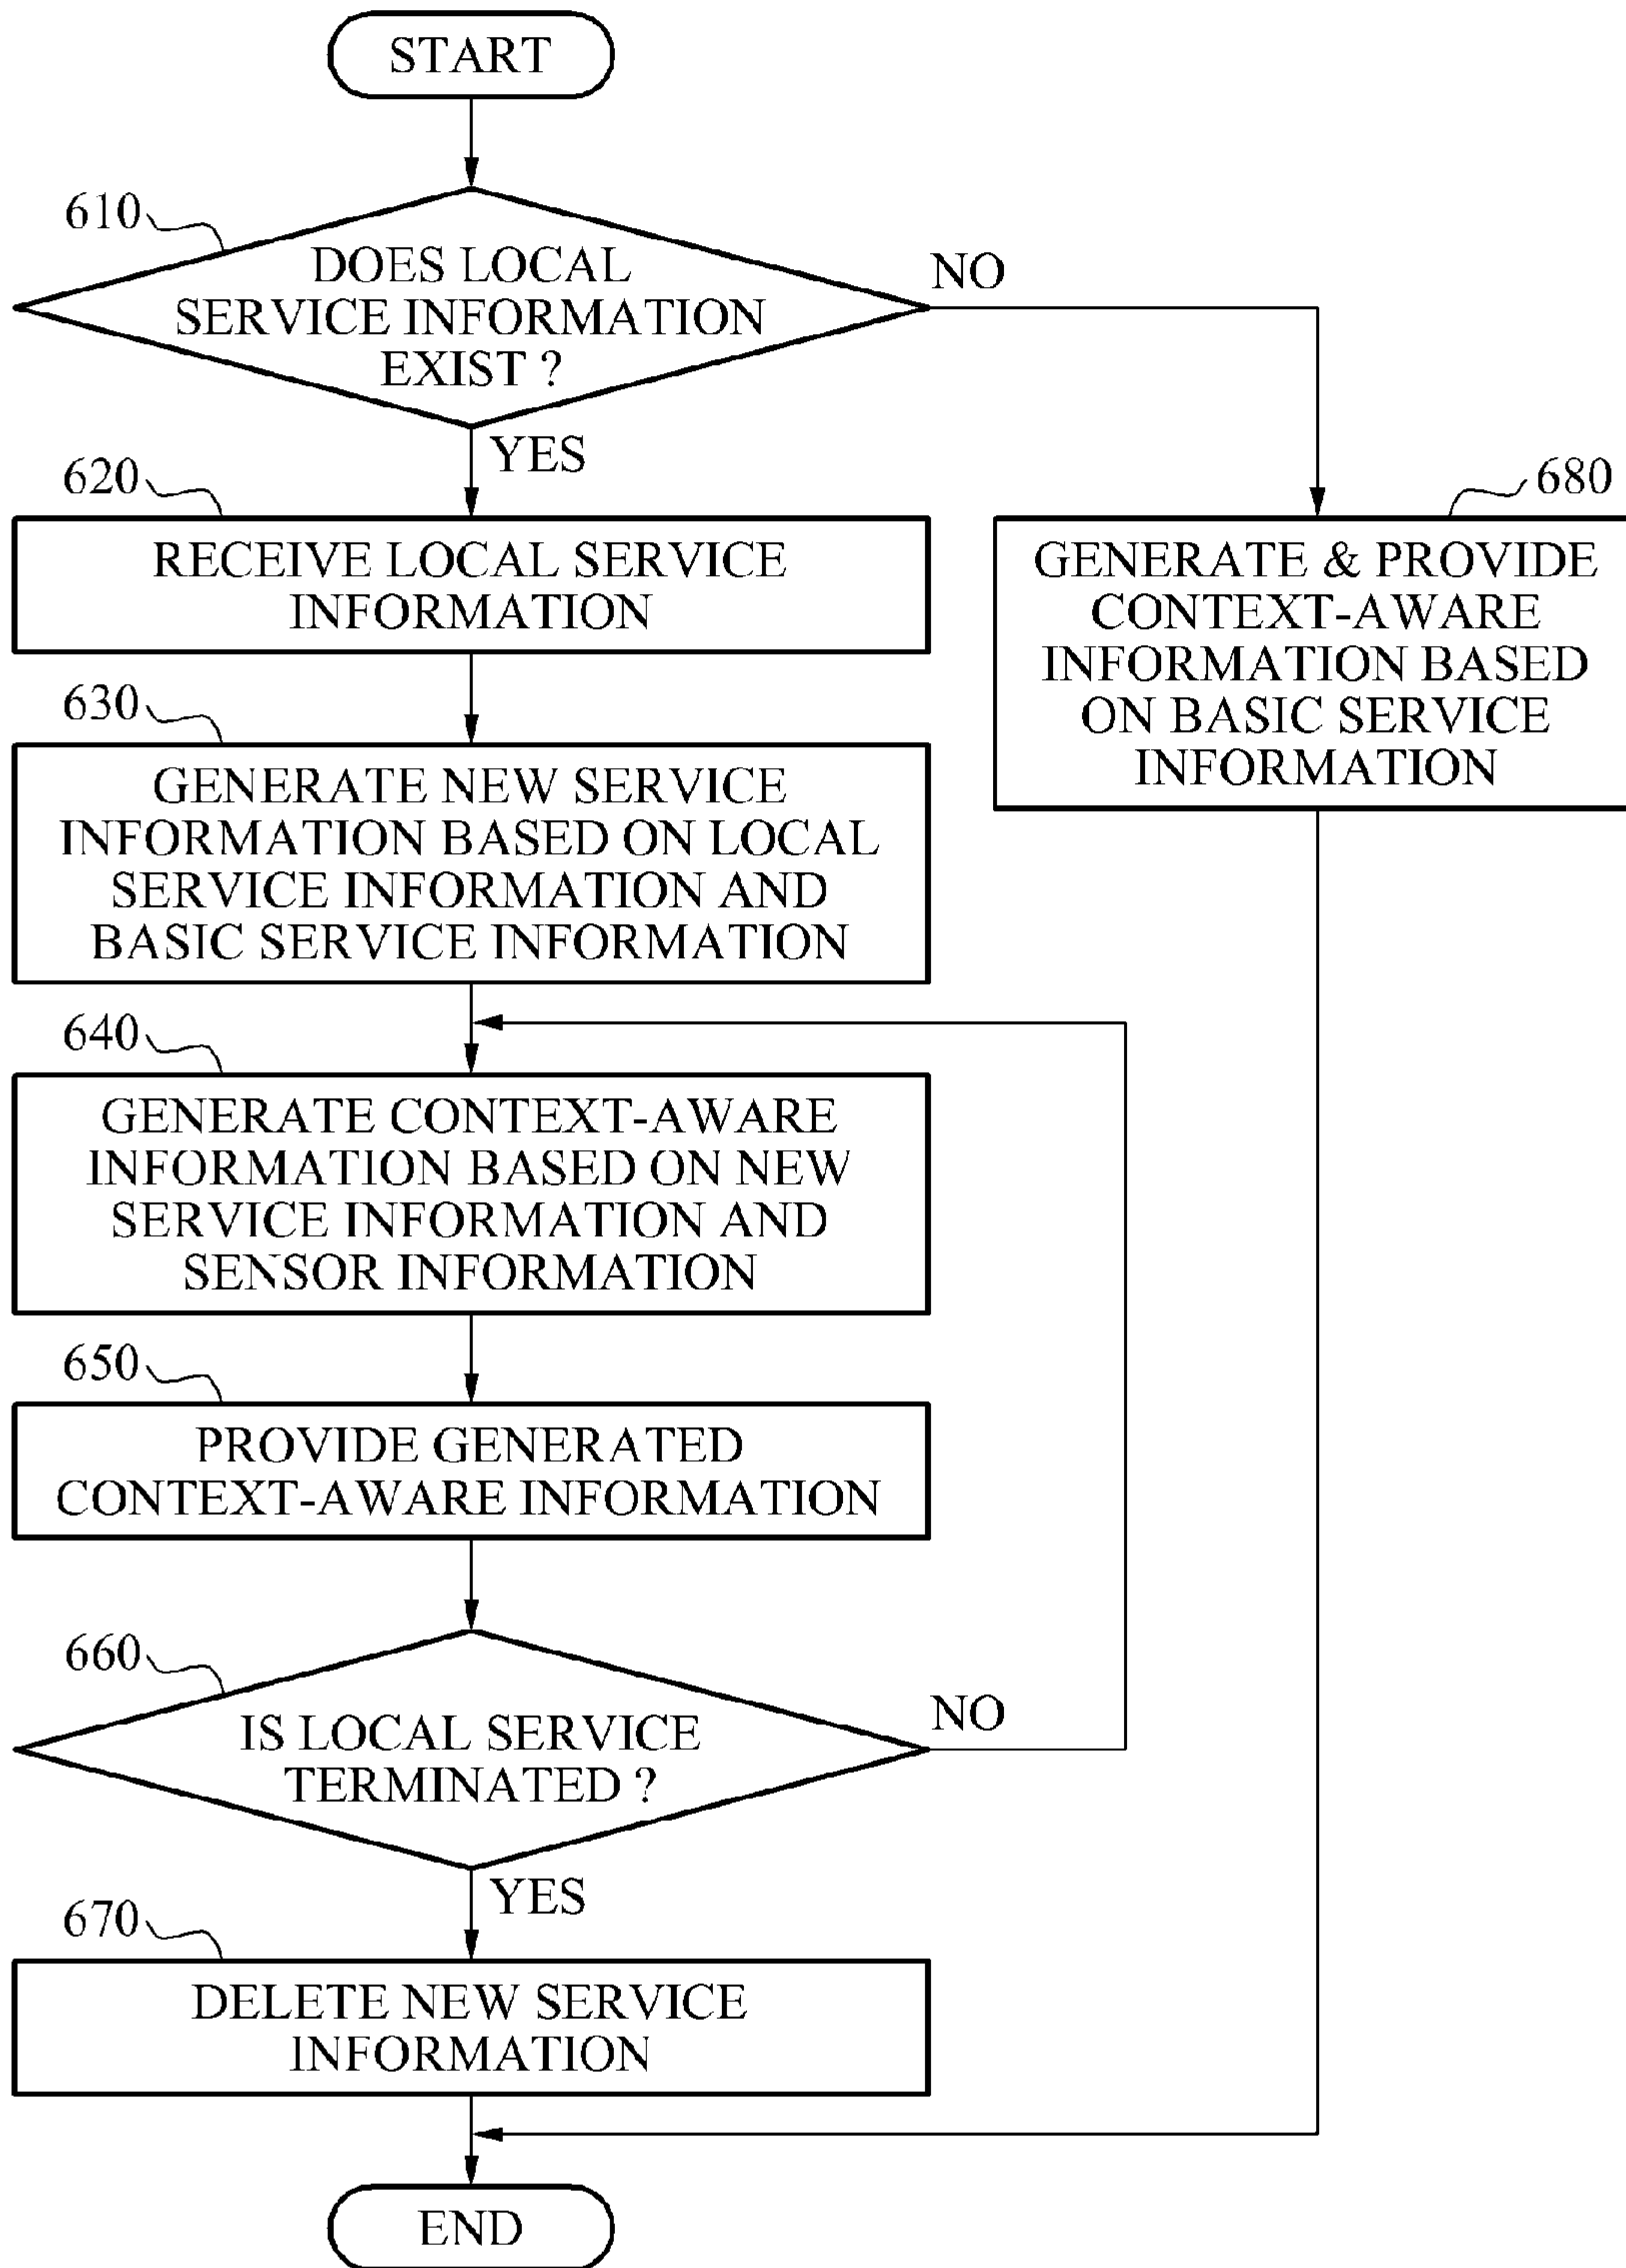 START
610
DOES LOCAL
SERVICE INFORMATION
EXIST ?
NO
YES
620
RECEIVE LOCAL SERVICE
INFORMATION
680
GENERATE & PROVIDE
CONTEXT-AWARE
INFORMATION BASED
ON BASIC SERVICE
INFORMATION
630
GENERATE NEW SERVICE
INFORMATION BASED ON LOCAL
SERVICE INFORMATION AND
BASIC SERVICE INFORMATION
640
GENERATE CONTEXT-AWARE
INFORMATION BASED ON NEW
SERVICE INFORMATION AND
SENSOR INFORMATION
650
PROVIDE GENERATED
CONTEXT-AWARE INFORMATION
660
IS LOCAL SERVICE
TERMINATED ?
NO
YES
670
DELETE NEW SERVICE
INFORMATION
END